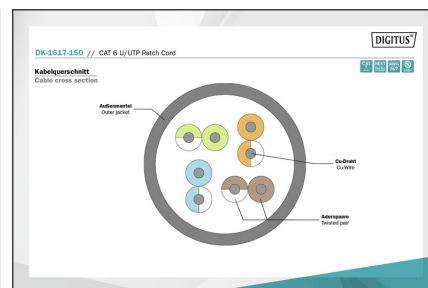 DIGITUS®
DK-1617-150 // CAT 6 U/UTP Patch Cord
Kabelquerschnitt
Cable cross section
Außenmantel
Outer jacket
Cu-Draht
Cu-Wire
Adernpaare
Twisted pair